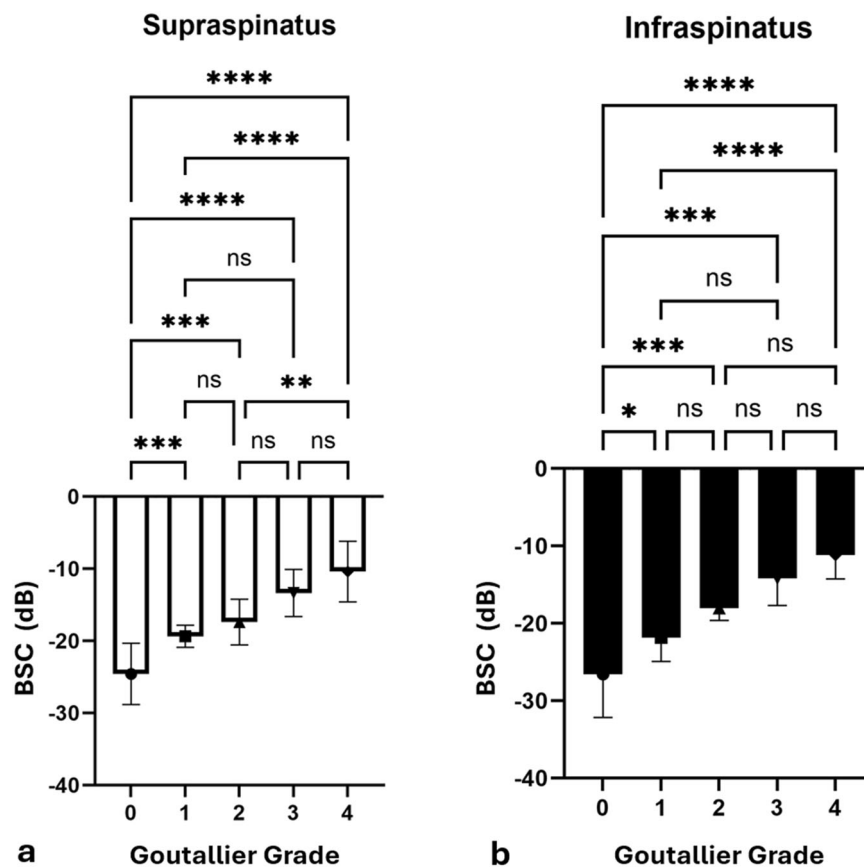 Supraspinatus
****
****
****
ns
***
ns
**
***
ns
ns
0
-10
-20
-30
-40
BSC (dB)
0 1 2 3 4
a
Goutallier Grade
Infraspinatus
****
****
***
ns
***
ns
*
ns
ns
ns
0
-10
-20
-30
-40
BSC (dB)
0 1 2 3 4
b
Goutallier Grade